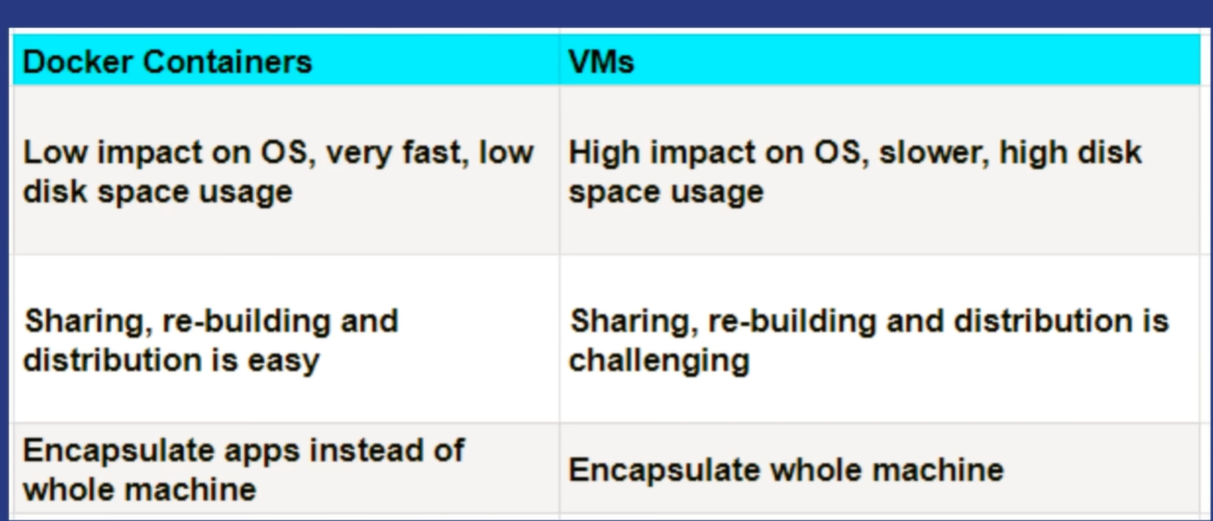 Docker Containers
VMs
Low impact on OS, very fast, low
disk space usage
High impact on OS, slower, high disk
space usage
Sharing, re-building and
distribution is easy
Sharing, re-building and distribution is
challenging
Encapsulate apps instead of
whole machine
Encapsulate whole machine